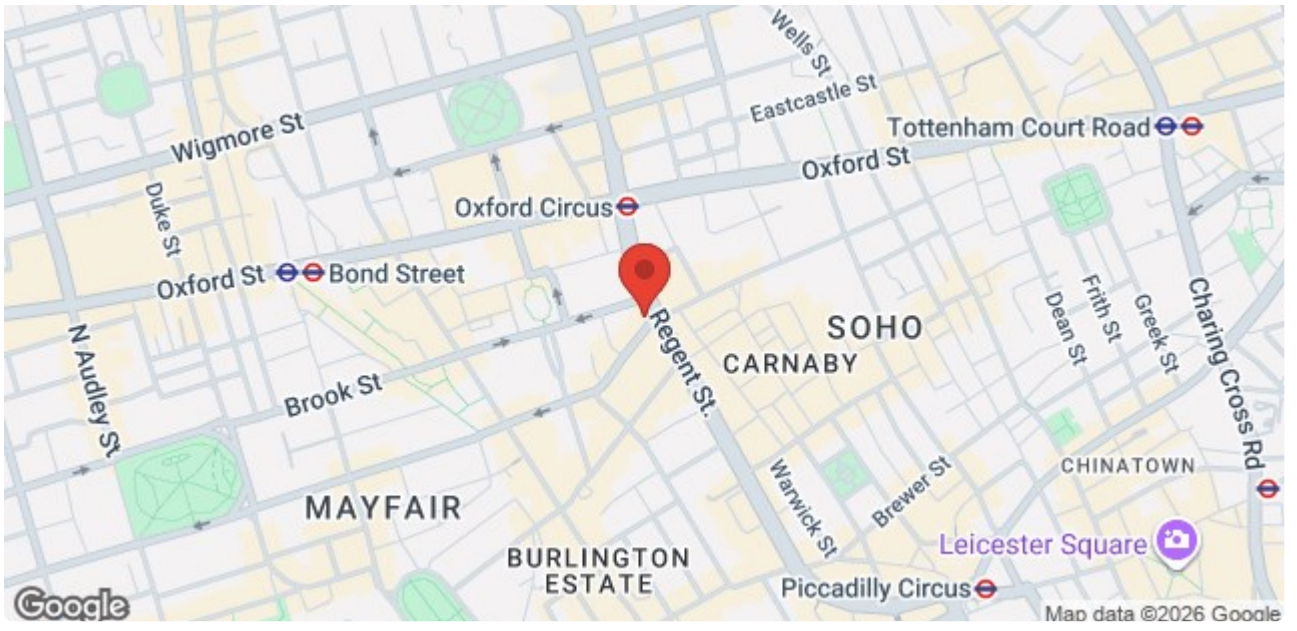 Wells St
Eastcastle St
Tottenham Court Road
Wigmore St
Oxford St
Duke St
Oxford Circus
Oxford St
Bond Street
Regent St.
SOHO
CARNABY
Dean St
Frith St
Greek St
Charing Cross Rd
N Audley St
Brook St
CHINATOWN
Warwick St
Brewer St
MAYFAIR
BURLINGTON
ESTATE
Leicester Square
Piccadilly Circus
Google
Map data ©2026 Google